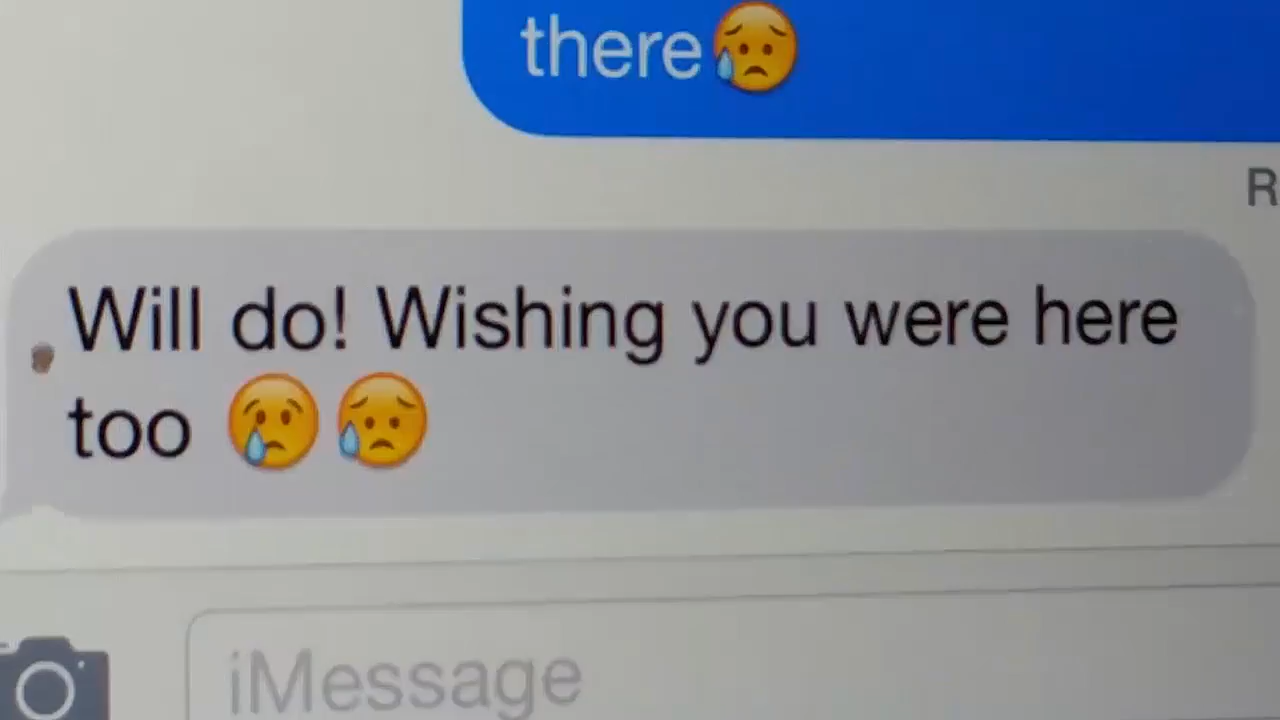 there😥
R
Will do! Wishing you were here
too 😢😥
iMessage